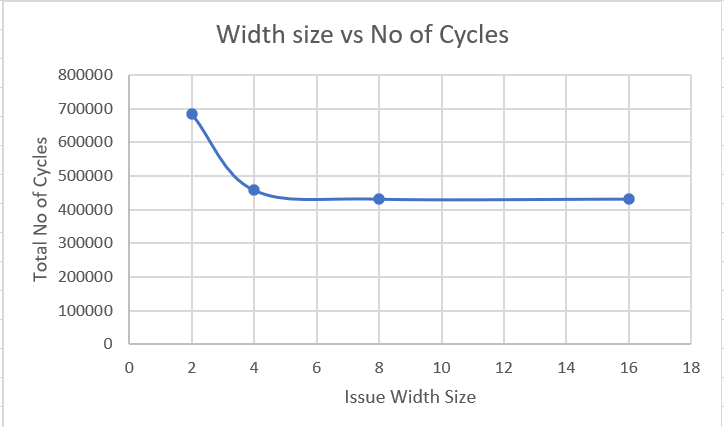 Width size vs No of Cycles
Total No of Cycles
800000
700000
600000
500000
400000
300000
200000
100000
0
0 2 4 6 8 10 12 14 16 18
Issue Width Size